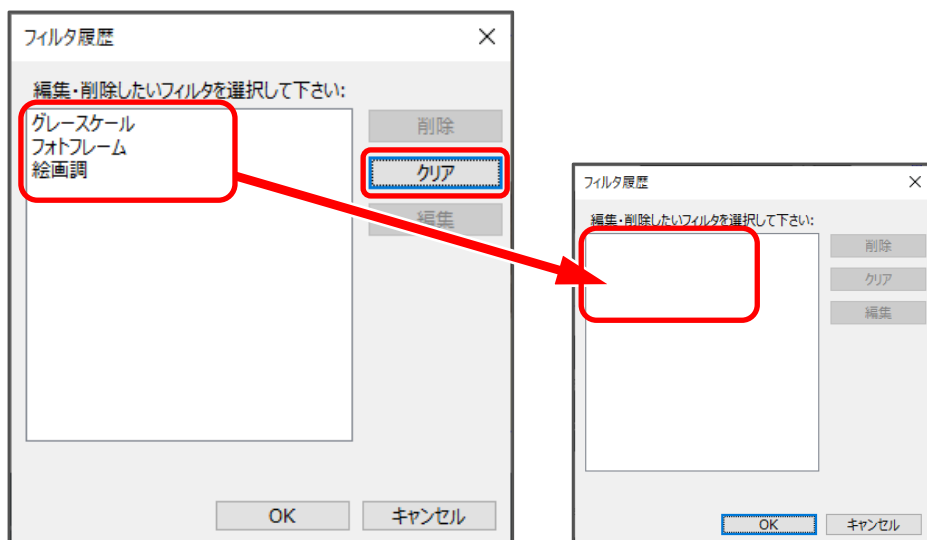 フィルタ履歴
編集・削除したいフィルタを選択して下さい:
グレースケール
フォトフレーム
絵画調
削除
クリア
編集
OK
キャンセル
フィルタ履歴
編集・削除したいフィルタを選択して下さい:
削除
クリア
編集
OK
キャンセル